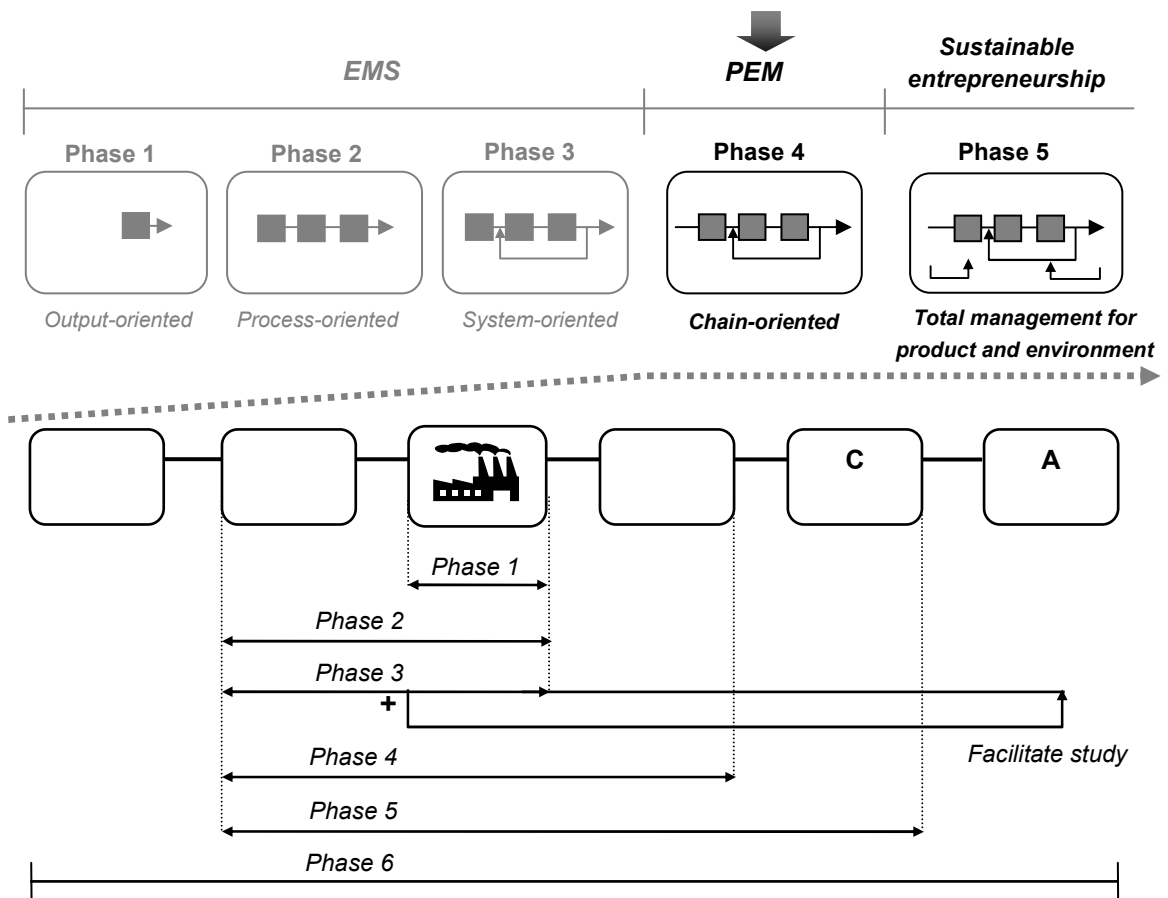 EMS
PEM
Sustainable
entrepreneurship
Phase 1
Phase 2
Phase 3
Phase 4
Phase 5
Output-oriented
Process-oriented
System-oriented
Chain-oriented
Total management for
product and environment
C
A
Phase 1
Phase 2
Phase 3
+
Facilitate study
Phase 4
Phase 5
Phase 6